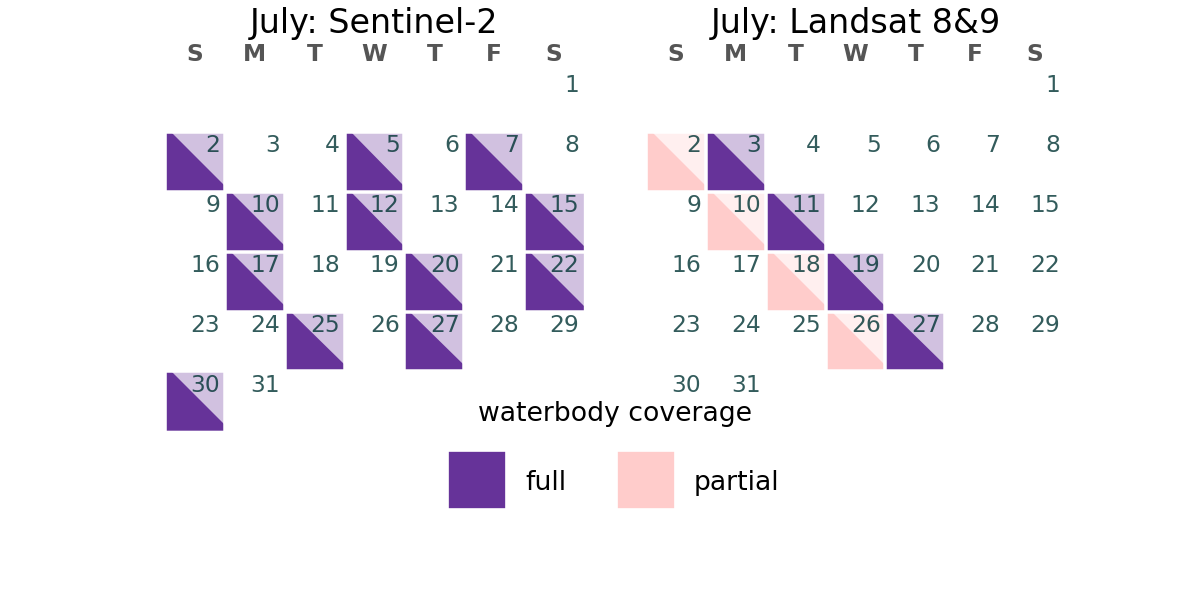 July: Sentinel-2
S M T W T F S
1
2 3 4 5 6 7 8
9 10 11 12 13 14 15
16 17 18 19 20 21 22
23 24 25 26 27 28 29
30 31
July: Landsat 8&9
S M T W T F S
1
2 3 4 5 6 7 8
9 10 11 12 13 14 15
16 17 18 19 20 21 22
23 24 25 26 27 28 29
30 31
waterbody coverage
full partial